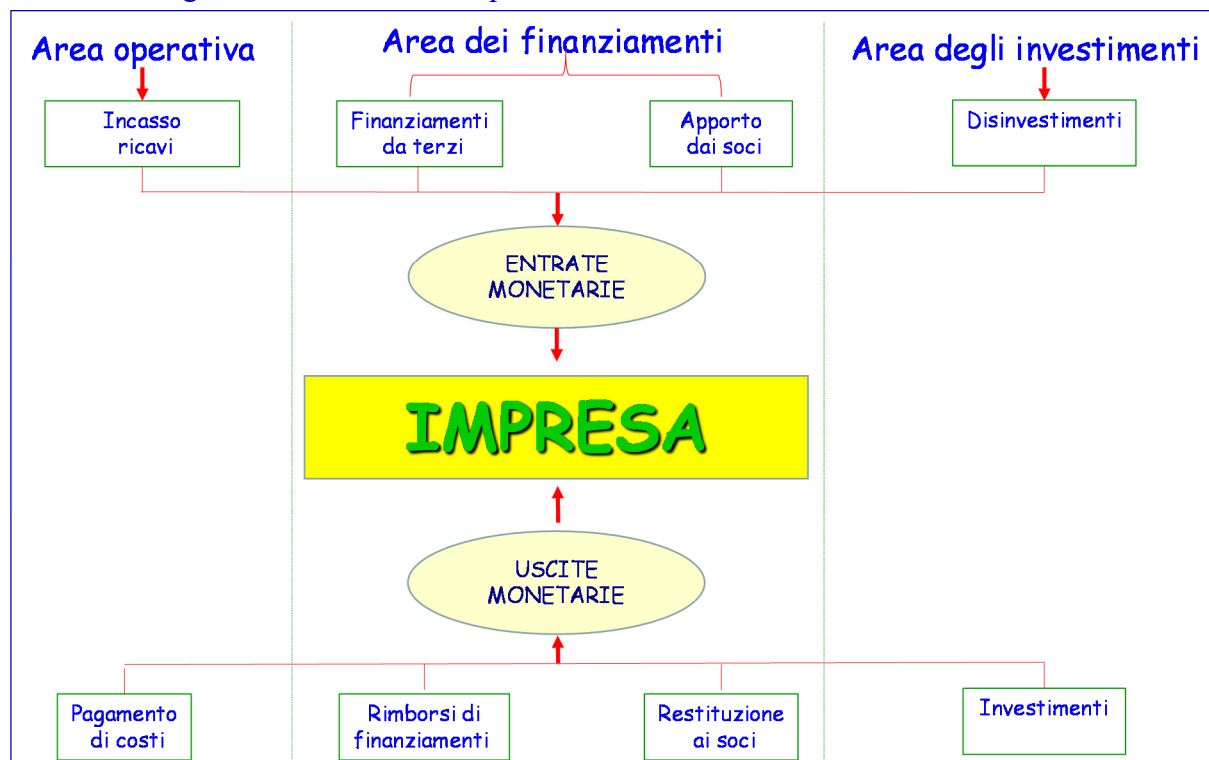 Area operativa
Area dei finanziamenti
Area degli investimenti
Incasso
ricavi
Finanziamenti
da terzi
Apporto
dai soci
Disinvestimenti
ENTRATE
MONETARIE
IMPRESA
USCITE
MONETARIE
Pagamento
di costi
Rimborsi di
finanziamenti
Restituzione
ai soci
Investimenti